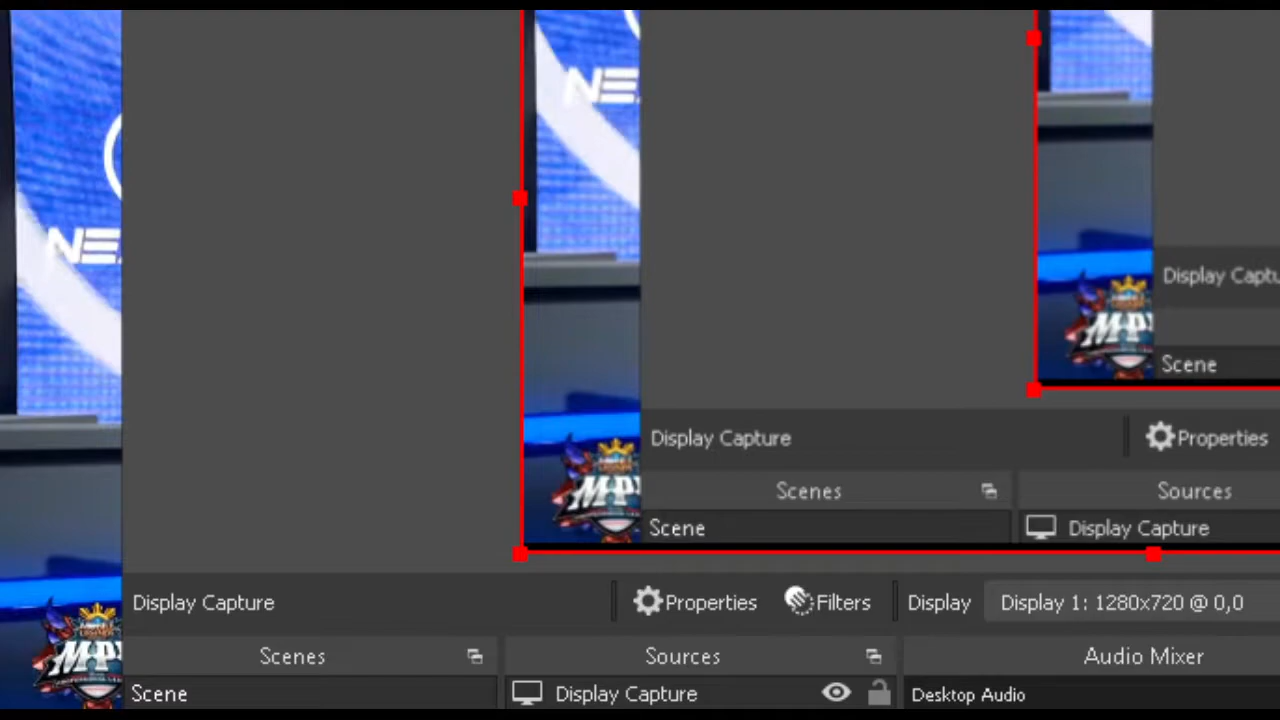 NE
NE
Display Captu
M-P
Scene
Display Capture
Properties
Scenes
Sources
M-P
Scene
Display Capture
Display Capture
Properties
Filters
Display
Display 1: 1280x720 @ 0,0
Scenes
Sources
Audio Mixer
M-P
Scene
Display Capture
Desktop Audio